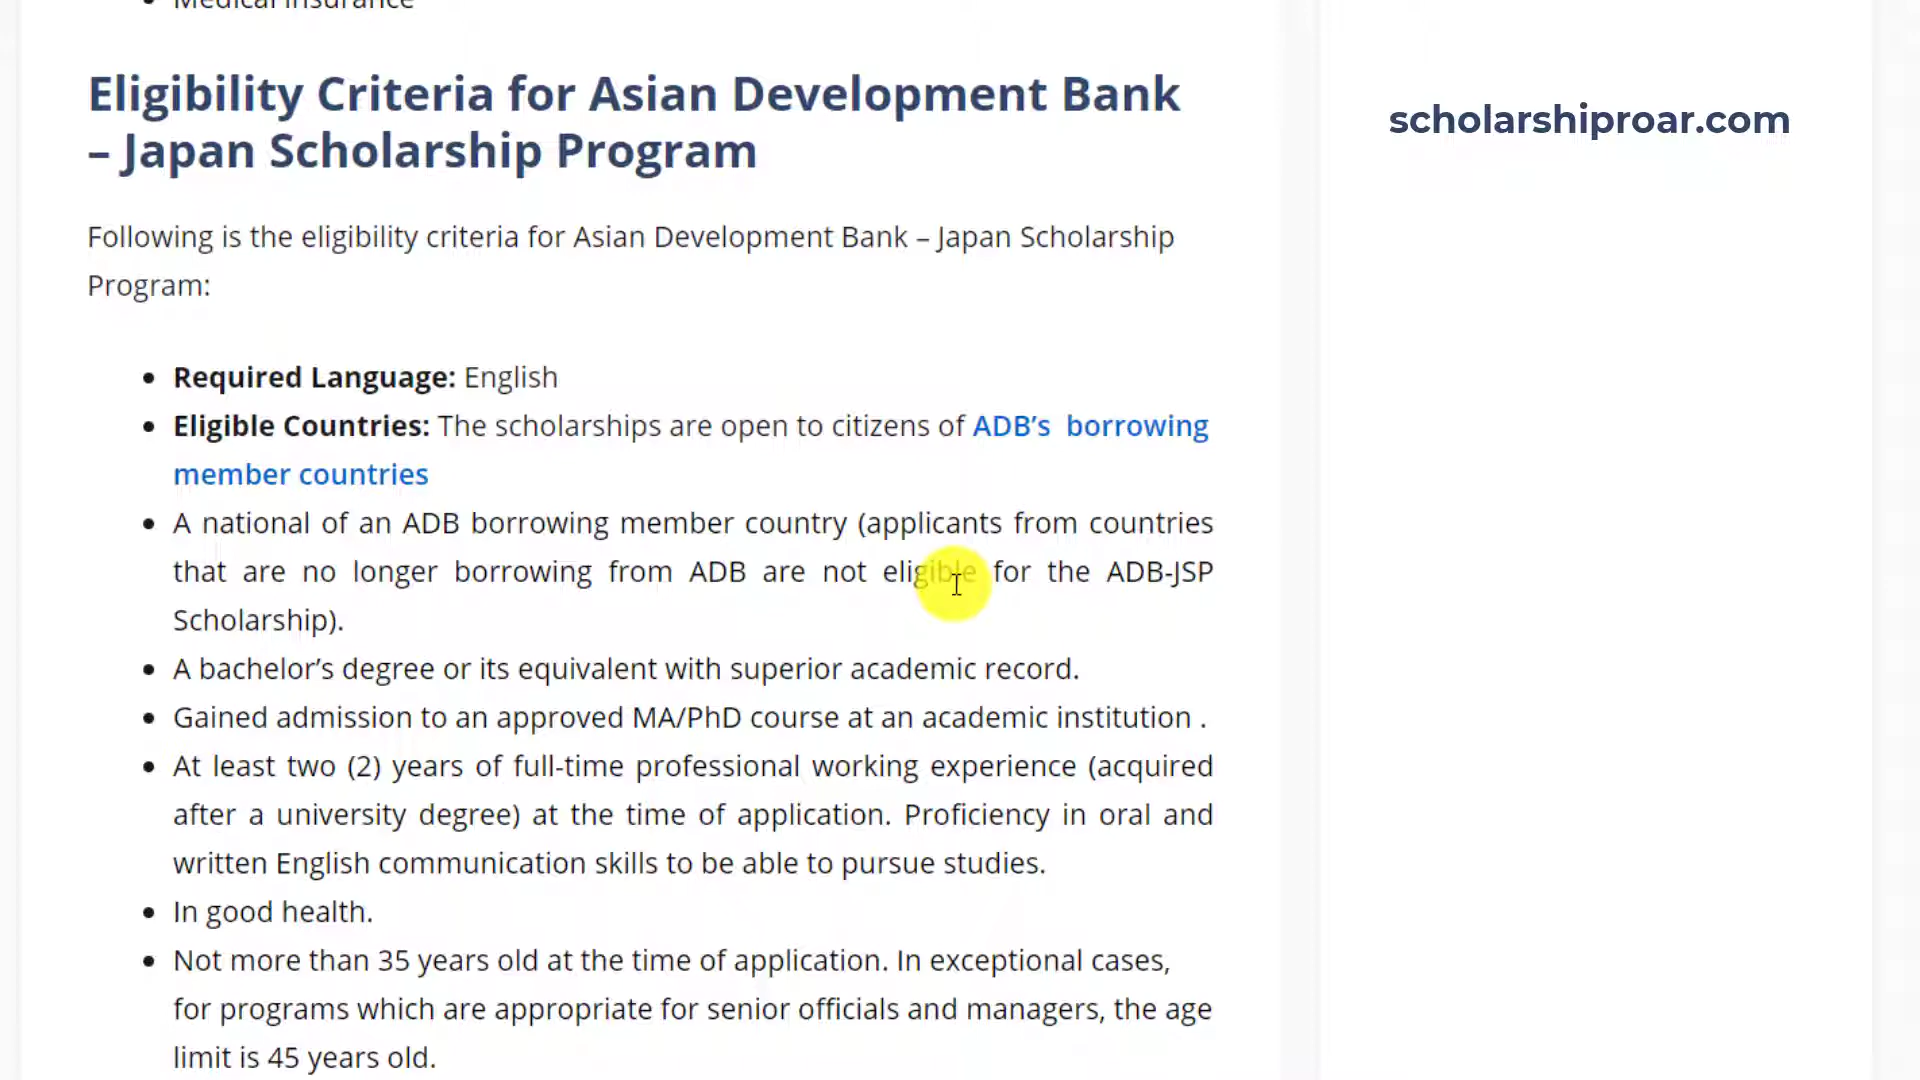 Medical Insurance
Eligibility Criteria for Asian Development Bank
– Japan Scholarship Program
scholarshiproar.com
Following is the eligibility criteria for Asian Development Bank – Japan Scholarship
Program:
Required Language: English
Eligible Countries: The scholarships are open to citizens of ADB’s  borrowing
member countries
A national of an ADB borrowing member country (applicants from countries
that are no longer borrowing from ADB are not eligible for the ADB-JSP
Scholarship).
A bachelor’s degree or its equivalent with superior academic record.
Gained admission to an approved MA/PhD course at an academic institution .
At least two (2) years of full-time professional working experience (acquired
after a university degree) at the time of application. Proficiency in oral and
written English communication skills to be able to pursue studies.
In good health.
Not more than 35 years old at the time of application. In exceptional cases,
for programs which are appropriate for senior officials and managers, the age
limit is 45 years old.